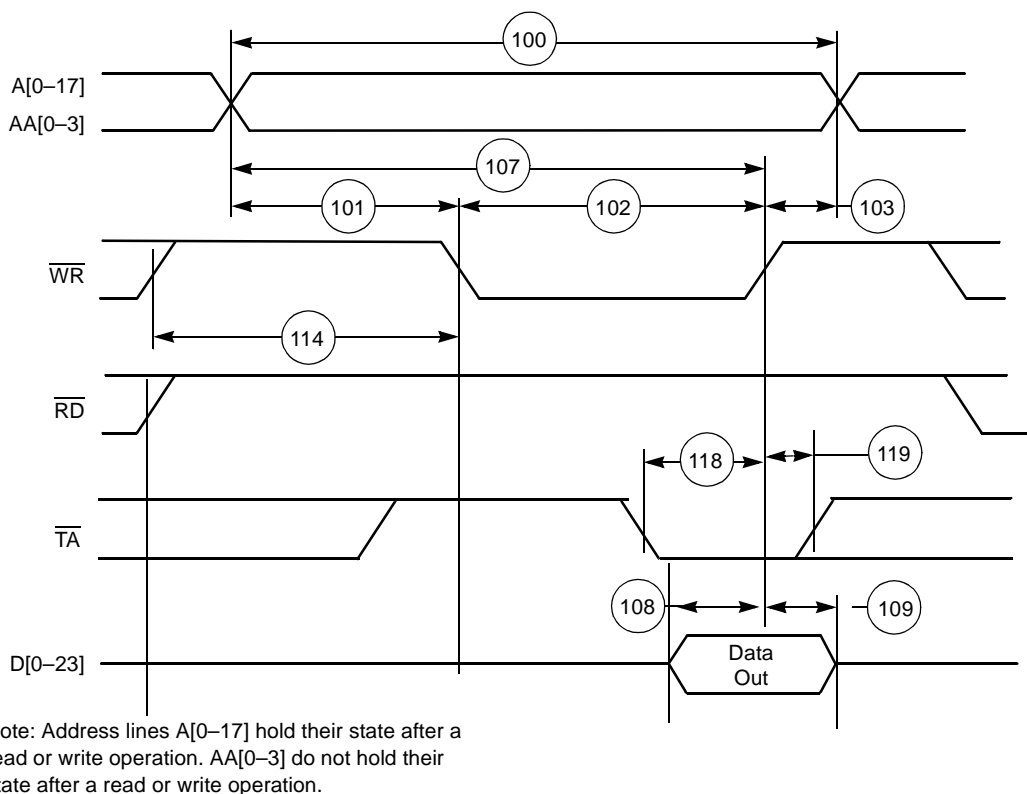 100
A[0–17]
AA[0–3]
107
101
102
103
WR
114
RD
118
119
TA
108
109
D[0–23]
Data
Out
ote: Address lines A[0–17] hold their state after a
ead or write operation. AA[0–3] do not hold their
tate after a read or write operation.